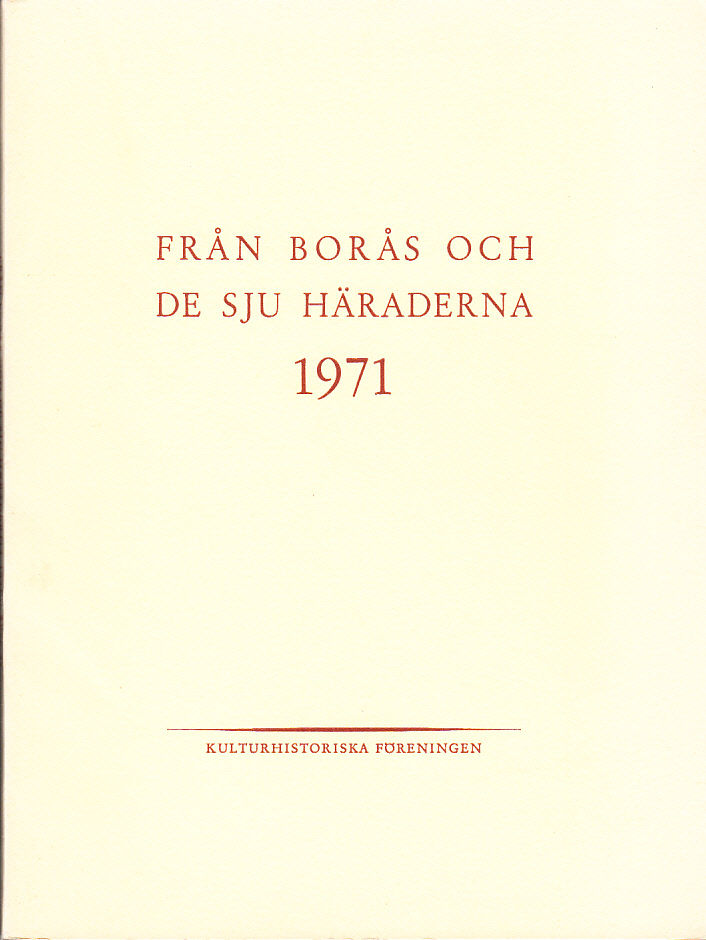 FRÅN BORÅS OCH
DE SJU HÄRADERNA
1971
KULTURHISTORISKA FÖRENINGEN